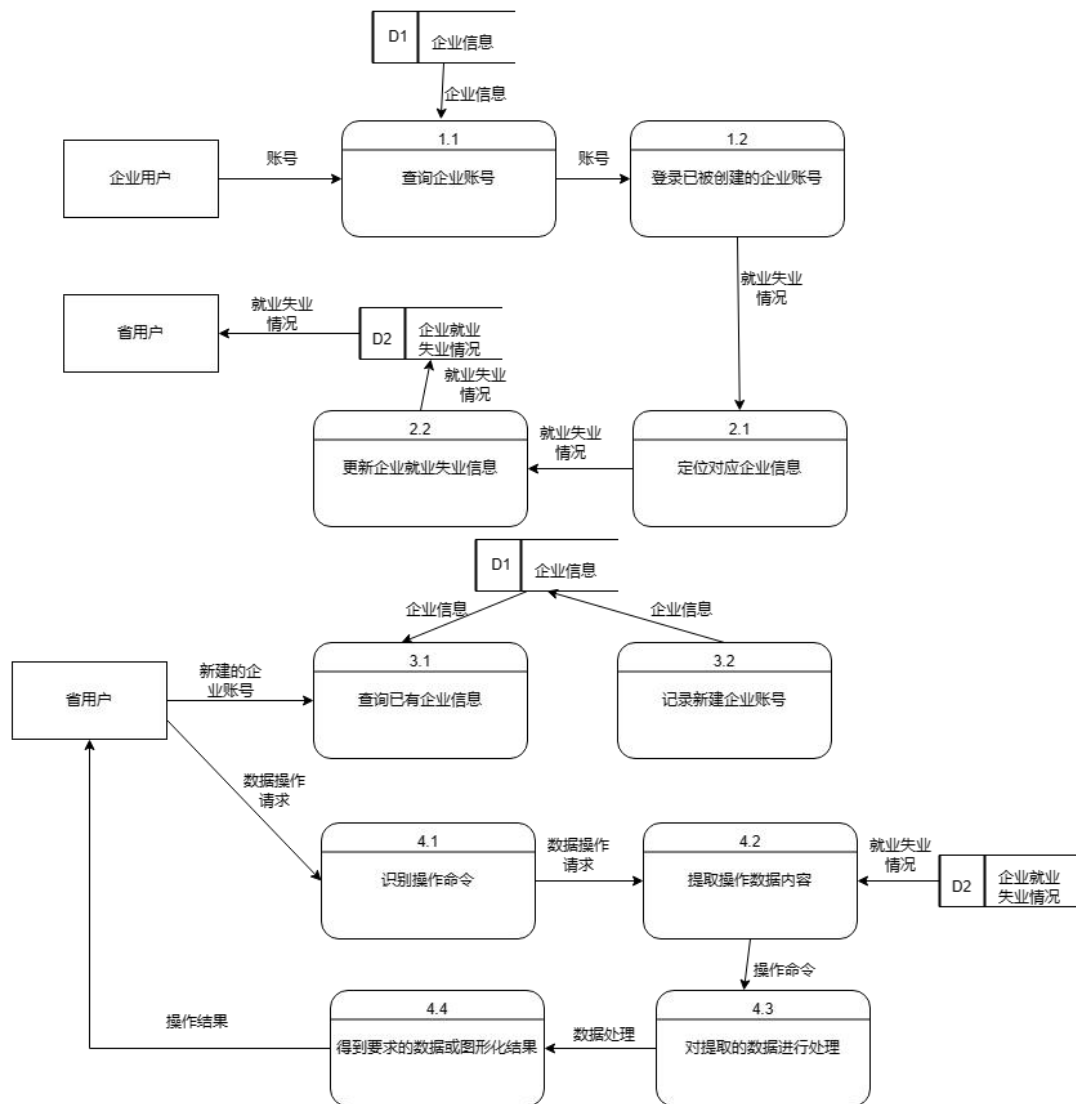 D1
企业信息
企业信息
企业用户
账号
1.1
查询企业账号
账号
1.2
登录已被创建的企业账号
就业失业
情况
省用户
就业失业
情况
D2
企业就业
失业情况
就业失业
情况
2.2
更新企业就业失业信息
就业失业
情况
2.1
定位对应企业信息
D1
企业信息
企业信息
企业信息
省用户
新建的企
业账号
3.1
查询已有企业信息
3.2
记录新建企业账号
数据操作
请求
4.1
识别操作命令
数据操作
请求
4.2
提取操作数据内容
就业失业
情况
D2
企业就业
失业情况
操作命令
操作结果
4.4
得到要求的数据或图形化结果
数据处理
4.3
对提取的数据进行处理